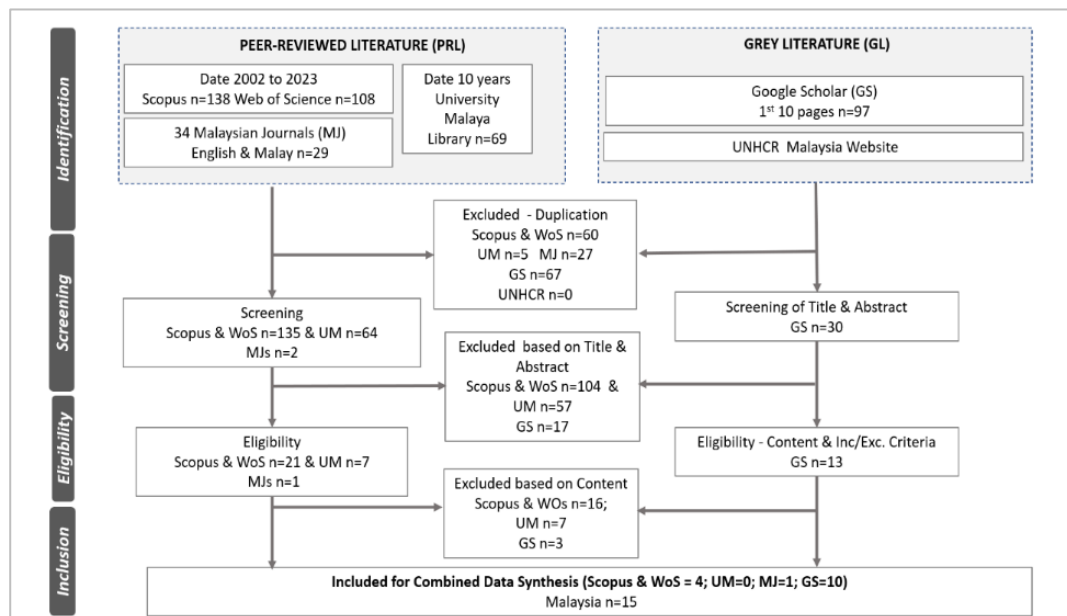 Identification
PEER-REVIEWED LITERATURE (PRL)
Date 2002 to 2023
Scopus n=138 Web of Science n=108
34 Malaysian Journals (MJ)
English & Malay n=29
Date 10 years
University
Malaya
Library n=69
GREY LITERATURE (GL)
Google Scholar (GS)
1st 10 pages n=97
UNHCR Malaysia Website
Excluded - Duplication
Scopus & WoS n=60
UM n=5 MJ n=27
GS n=67
UNHCR n=0
Screening
Screening
Scopus & WoS n=135 & UM n=64
MJs n=2
Screening of Title & Abstract
GS n=30
Excluded based on Title &
Abstract
Scopus & WoS n=104 &
UM n=57
GS n=17
Eligibility
Eligibility
Scopus & WoS n=21 & UM n=7
MJs n=1
Eligibility - Content & Inc/Exc. Criteria
GS n=13
Excluded based on Content
Scopus & WOs n=16;
UM n=7
GS n=3
Inclusion
Included for Combined Data Synthesis (Scopus & WoS = 4; UM=0; MJ=1; GS=10)
Malaysia n=15